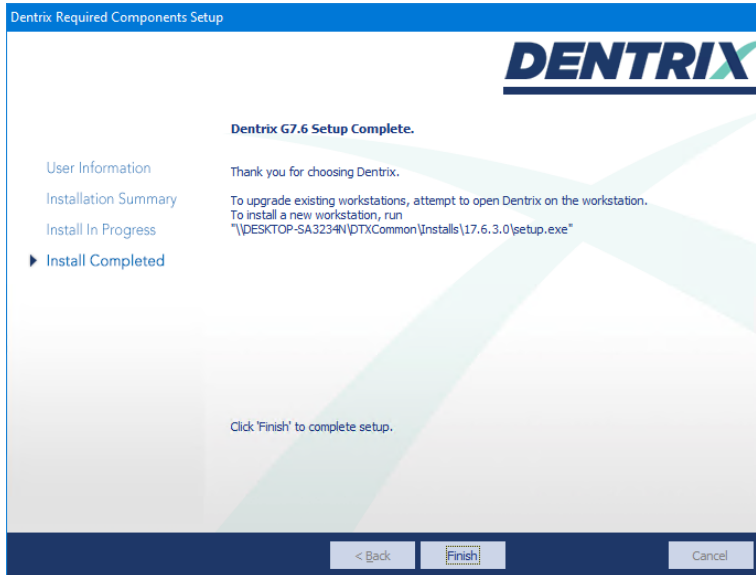 Dentrix Required Components Setup
DENTRIX
Dentrix G7.6 Setup Complete.
User Information
Installation Summary
Install In Progress
Install Completed
Thank you for choosing Dentrix.
To upgrade existing workstations, attempt to open Dentrix on the workstation.
To install a new workstation, run
"\\DESKTOP-SA3234N\DTXCommon\Installs\17.6.3.0\setup.exe"
Click 'Finish' to complete setup.
< Back
Finish
Cancel